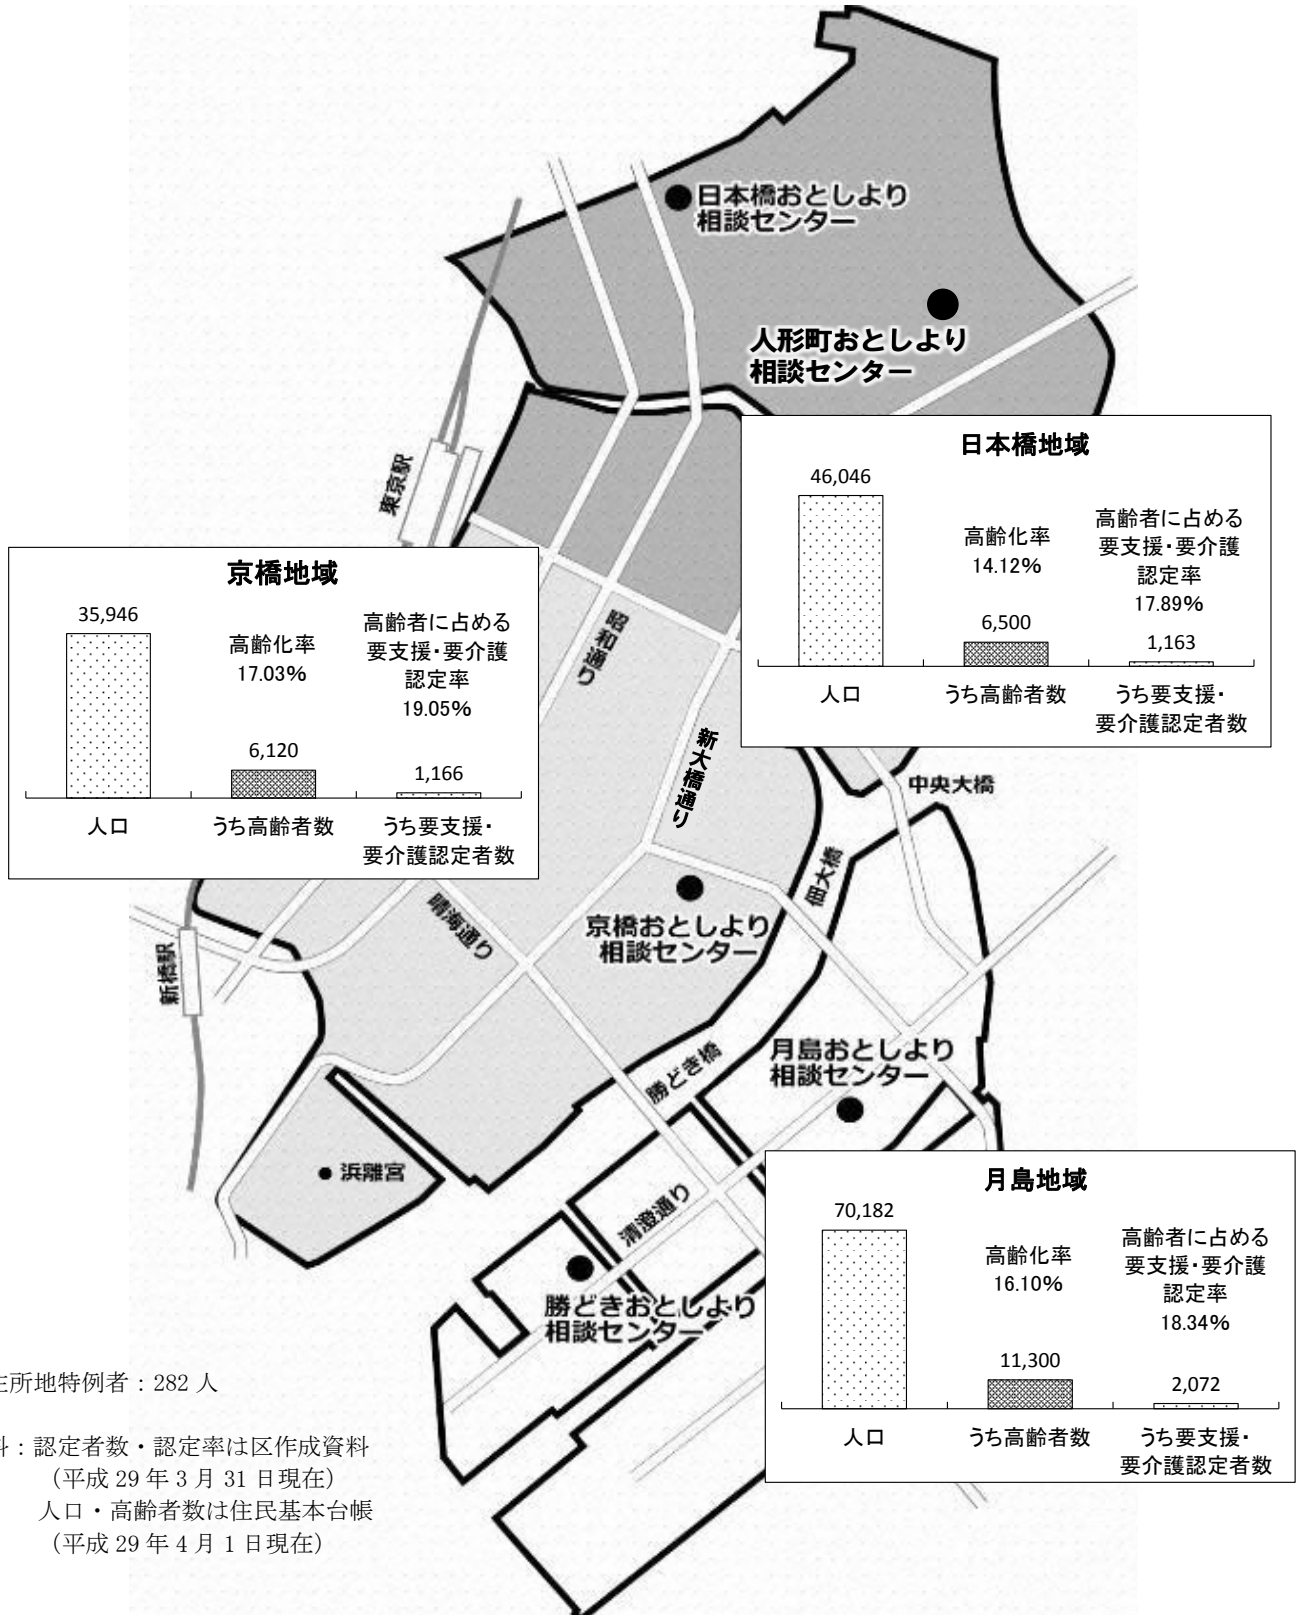 日本橋おとしより
相談センター
人形町おとしより
相談センター
東京駅
日本橋地域
46,046
高齢化率
14.12%
高齢者に占める
要支援・要介護
認定率
17.89%
6,500
1,163
人口
うち高齢者数
うち要支援・
要介護認定者数
京橋地域
35,946
高齢化率
17.03%
高齢者に占める
要支援・要介護
認定率
19.05%
6,120
1,166
人口
うち高齢者数
うち要支援・
要介護認定者数
昭和通り
新大橋通り
中央大橋
佃大橋
晴海通り
京橋おとしより
相談センター
新橋駅
勝どき橋
月島おとしより
相談センター
浜離宮
清澄通り
勝どきおとしより
相談センター
月島地域
70,182
高齢化率
16.10%
高齢者に占める
要支援・要介護
認定率
18.34%
11,300
2,072
人口
うち高齢者数
うち要支援・
要介護認定者数
住所地特例者：282 人
料：認定者数・認定率は区作成資料
（平成 29 年 3 月 31 日現在）
人口・高齢者数は住民基本台帳
（平成 29 年 4 月 1 日現在）